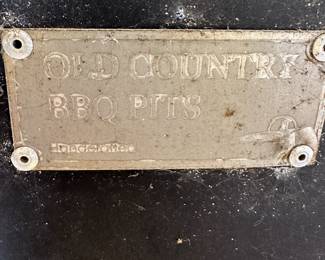 OLD COUNTRY
BBQ PITS